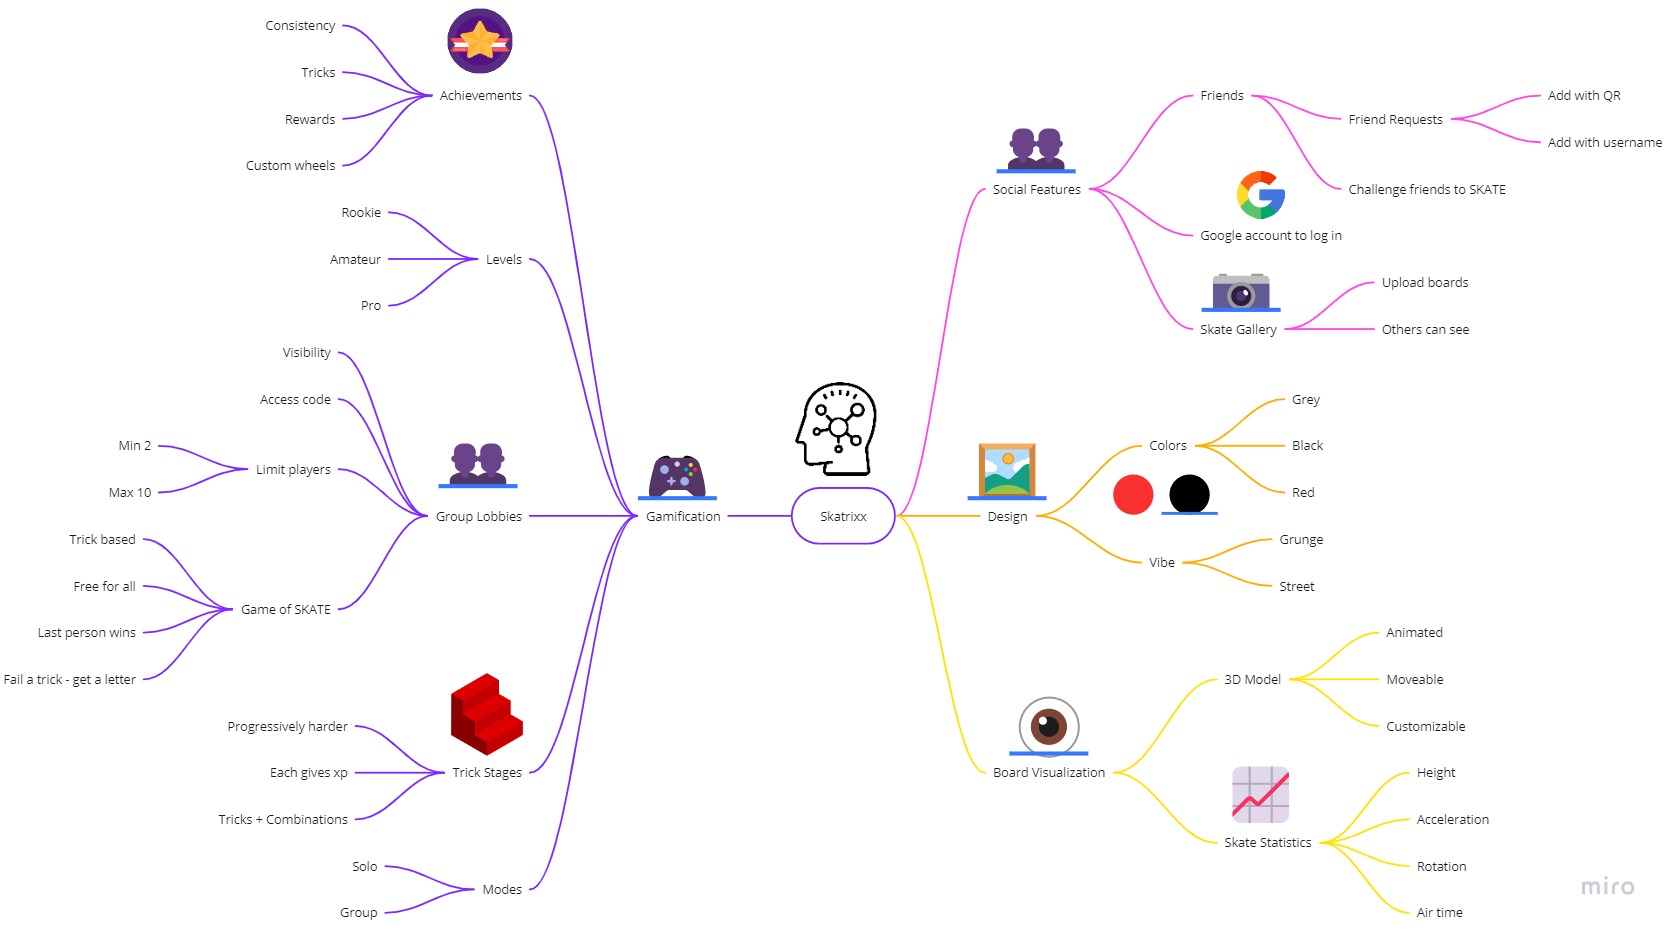 Consistency
Tricks
Achievements
Rewards
Custom wheels
Rookie
Amateur
Levels
Pro
Visibility
Access code
Min 2
Limit players
Max 10
Group Lobbies
Trick based
Free for all
Game of SKATE
Last person wins
Fail a trick - get a letter
Progressively harder
Each gives xp
Trick Stages
Tricks + Combinations
Solo
Modes
Group
Gamification
Skatrixx
Friends
Friend Requests
Add with QR
Add with username
Challenge friends to SKATE
Social Features
Google account to log in
Skate Gallery
Upload boards
Others can see
Design
Colors
Grey
Black
Red
Vibe
Grunge
Street
Board Visualization
3D Model
Animated
Moveable
Customizable
Skate Statistics
Height
Acceleration
Rotation
Air time
miro